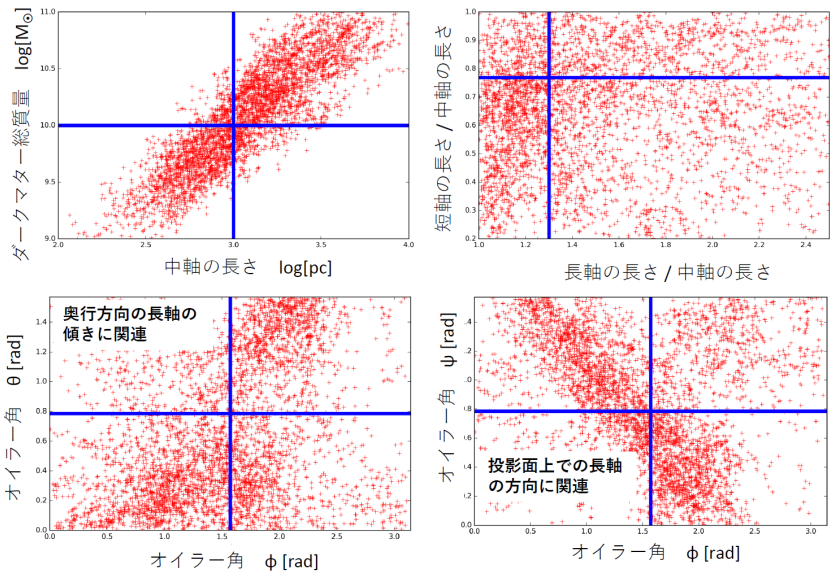 11.0
10.5
10.0
9.5
9.0
2.0 2.5 3.0 3.5 4.0
ダークマター総質量 log[M⊙]
中軸の長さ log[pc]
1.0
0.9
0.8
0.7
0.6
0.5
0.4
0.3
0.2
1.0 1.2 1.4 1.6 1.8 2.0 2.2 2.4
短軸の長さ / 中軸の長さ
長軸の長さ / 中軸の長さ
奥行方向の長軸の
傾きに関連
1.4
1.2
.0
0.8
0.6
0.4
0.2
0.0
0.0 0.5 1.0 1.5 2.0 2.5 3.0
オイラー角 θ [rad]
オイラー角 φ [rad]
投影面上での長軸
の方向に関連
.4
.2
.0
.8
.6
.4
.2
.0
0.0 0.5 1.0 1.5 2.0 2.5 3.0
オイラー角 ψ [rad]
オイラー角 φ [rad]